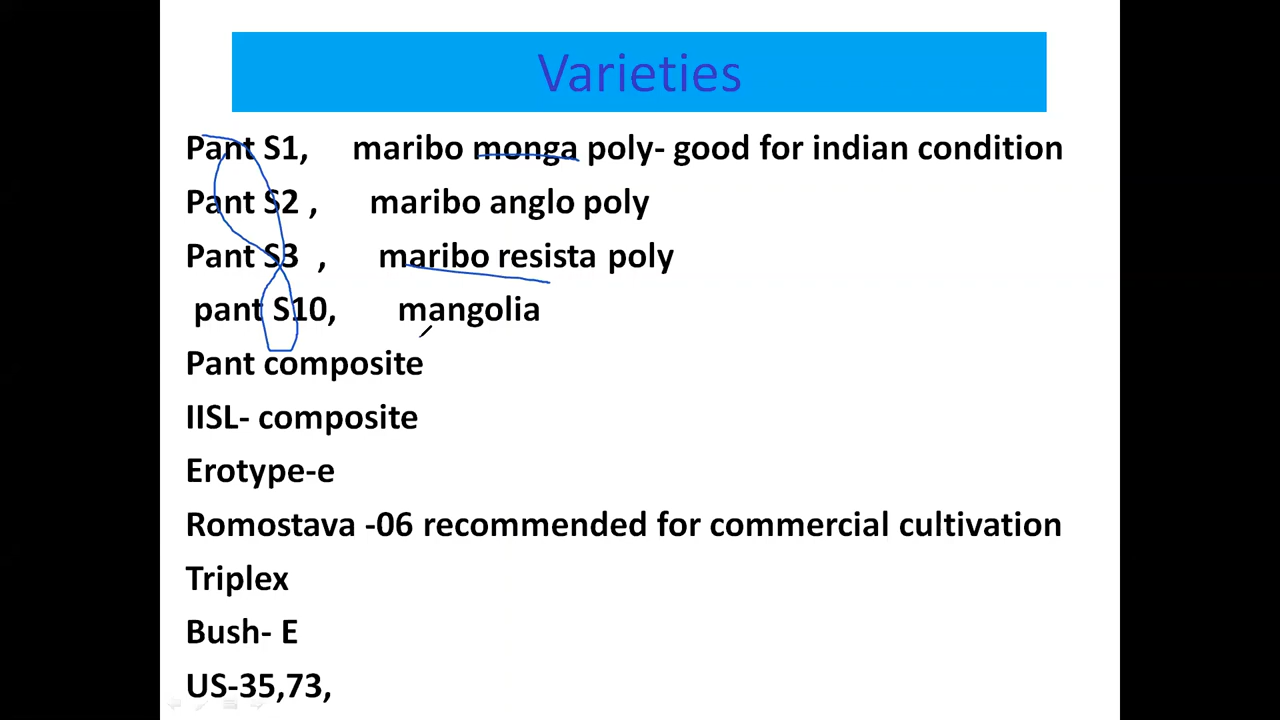 Varieties
Pant S1, maribo monga poly- good for indian condition
Pant S2 , maribo anglo poly
Pant S3 , maribo resista poly
pant S10, mangolia
Pant composite
IISL- composite
Erotype-e
Romostava -06 recommended for commercial cultivation
Triplex
Bush- E
US-35,73,